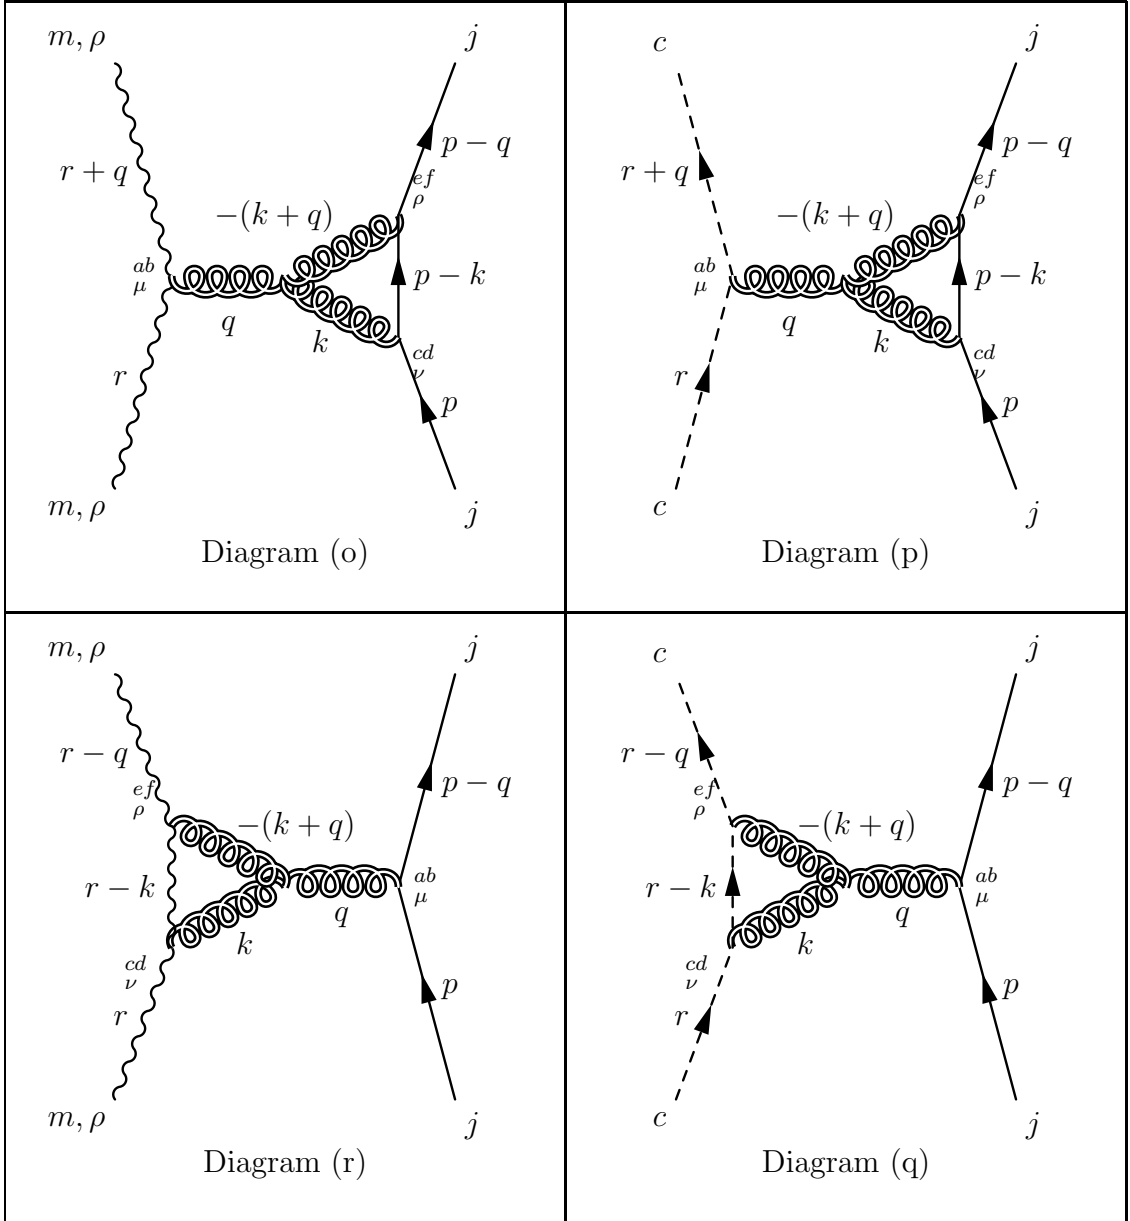 m, ρ
j
r + q
p − q
ef
ρ
−(k + q)
ab
μ
p − k
q
k
cd
ν
r
p
m, ρ
j
Diagram (o)
c
j
r + q
p − q
ef
ρ
−(k + q)
ab
μ
p − k
q
k
cd
ν
r
p
c
j
Diagram (p)
m, ρ
j
r − q
p − q
ef
ρ
−(k + q)
r − k
ab
μ
q
k
cd
ν
r
p
m, ρ
j
Diagram (r)
c
j
r − q
p − q
ef
ρ
−(k + q)
r − k
ab
μ
q
k
cd
ν
r
p
c
j
Diagram (q)